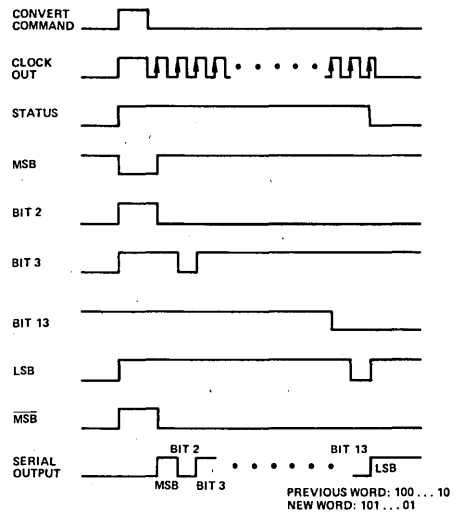 CONVERT
COMMAND
CLOCK
OUT
STATUS
MSB
BIT 2
BIT 3
BIT 13
LSB
MSB
BIT 2
BIT 13
SERIAL
OUTPUT
MSB
BIT 3
LSB
PREVIOUS WORD: 100 . . . 10
NEW WORD: 101 . . . 01